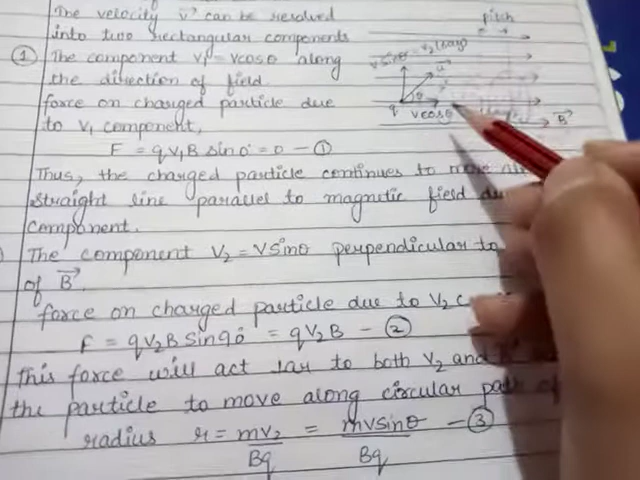 The velocity v→ can be resolved
into two rectangular components
① The component v₁ = vcosθ along
the direction of field
force on charged particle due
to v₁ component,
F = qv₁B sin0° = 0 — ①
Thus, the charged particle continues to move
straight line parallel to magnetic field
component.
The component V₂ = Vsinθ perpendicular to
of B→
force on charged particle due to V₂
F = qv₂B sin90° = qv₂B — ②
This force will act lar to both V₂ and
the particle to move along circular path of
radius r = mv₂/Bq = mvsinθ/Bq — ③
pitch
vsinθ = v₂
q vcosθ B→